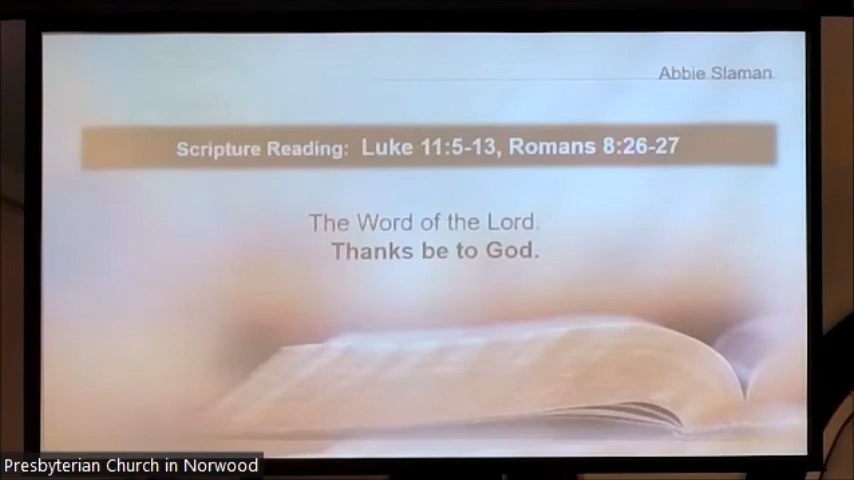 Abbie Slaman
Scripture Reading: Luke 11:5-13, Romans 8:26-27
The Word of the Lord.
Thanks be to God.
Presbyterian Church in Norwood